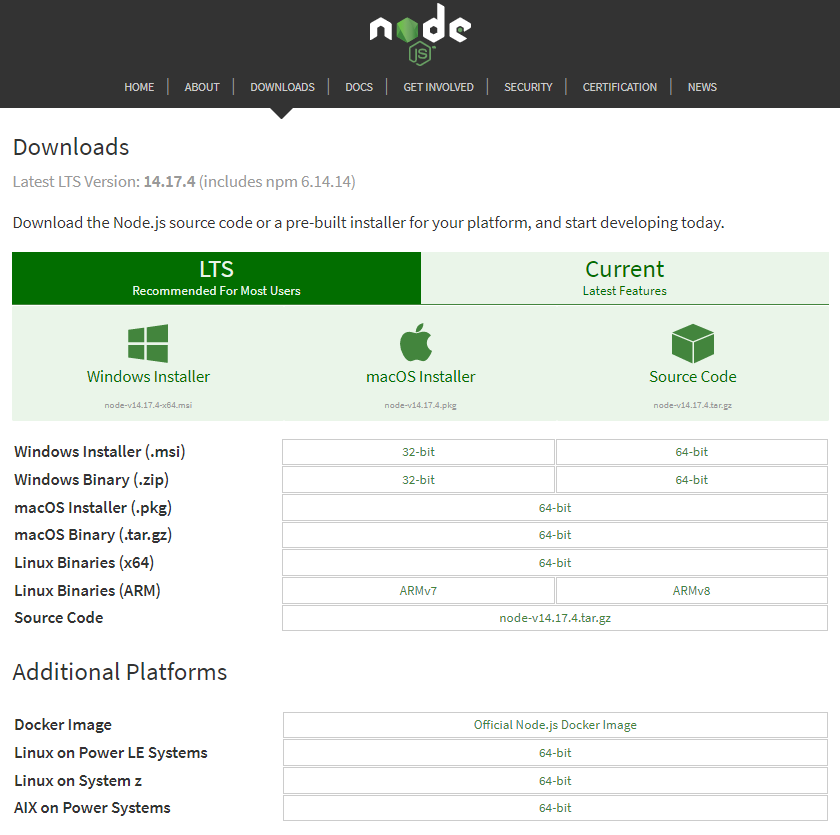 node
JS
HOME | ABOUT | DOWNLOADS | DOCS | GET INVOLVED | SECURITY | CERTIFICATION | NEWS
Downloads
Latest LTS Version: 14.17.4 (includes npm 6.14.14)
Download the Node.js source code or a pre-built installer for your platform, and start developing today.
LTS Current
Recommended For Most Users Latest Features
Windows Installer macOS Installer Source Code
node-v14.17.4-x64.msi node-v14.17.4.pkg node-v14.17.4.tar.gz
Windows Installer (.msi) 32-bit 64-bit
Windows Binary (.zip) 32-bit 64-bit
macOS Installer (.pkg) 64-bit
macOS Binary (.tar.gz) 64-bit
Linux Binaries (x64) 64-bit
Linux Binaries (ARM) ARMv7 ARMv8
Source Code node-v14.17.4.tar.gz
Additional Platforms
Docker Image Official Node.js Docker Image
Linux on Power LE Systems 64-bit
Linux on System z 64-bit
AIX on Power Systems 64-bit